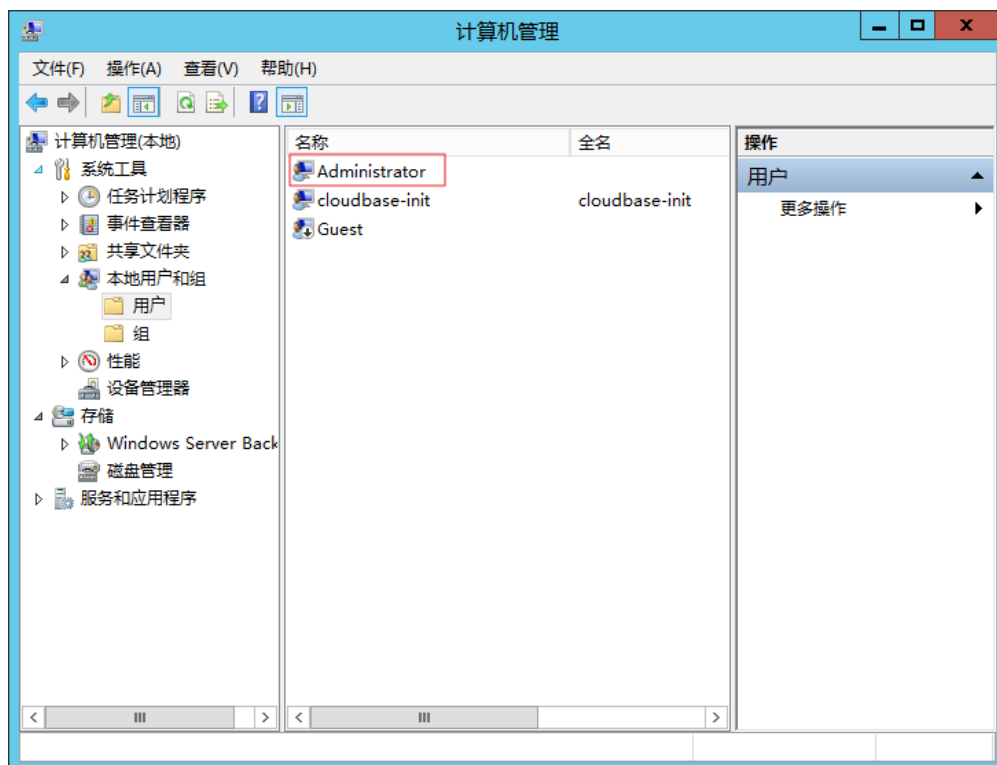 计算机管理
文件(F) 操作(A) 查看(V) 帮助(H)
计算机管理(本地)
系统工具
任务计划程序
事件查看器
共享文件夹
本地用户和组
用户
组
性能
设备管理器
存储
Windows Server Back
磁盘管理
服务和应用程序
名称 全名
Administrator
cloudbase-init cloudbase-init
Guest
操作
用户
更多操作